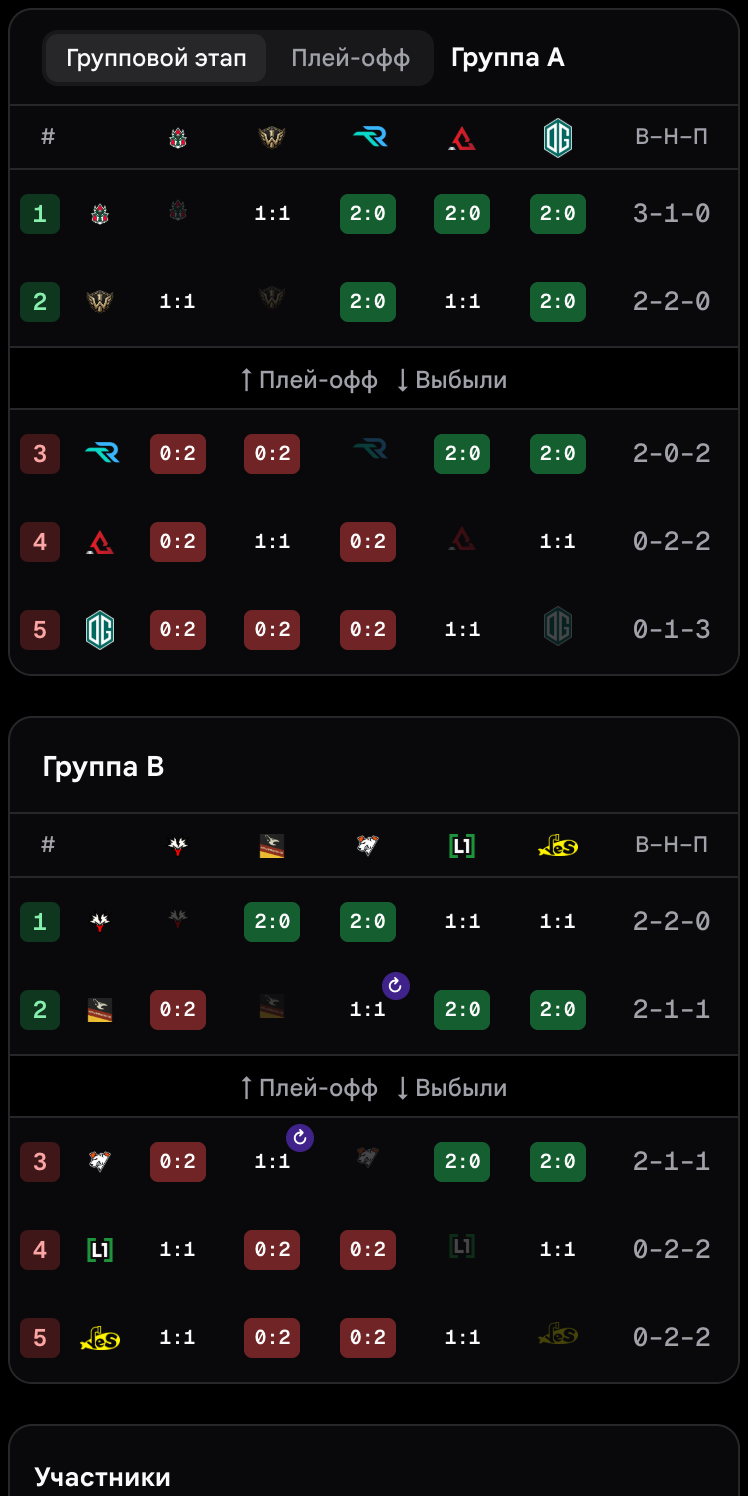 Групповой этап Плей-офф Группа A
# OG В–Н–П
1 1:1 2:0 2:0 2:0 3-1-0
2 1:1 2:0 1:1 2:0 2-2-0
↑ Плей-офф ↓ Выбыли
3 0:2 0:2 2:0 2:0 2-0-2
4 0:2 1:1 0:2 1:1 0-2-2
5 OG 0:2 0:2 0:2 1:1 OG 0-1-3
Группа B
# L1 В–Н–П
1 2:0 2:0 1:1 1:1 2-2-0
2 0:2 1:1 2:0 2:0 2-1-1
↑ Плей-офф ↓ Выбыли
3 0:2 1:1 2:0 2:0 2-1-1
4 L1 1:1 0:2 0:2 L1 1:1 0-2-2
5 1:1 0:2 0:2 1:1 0-2-2
Участники